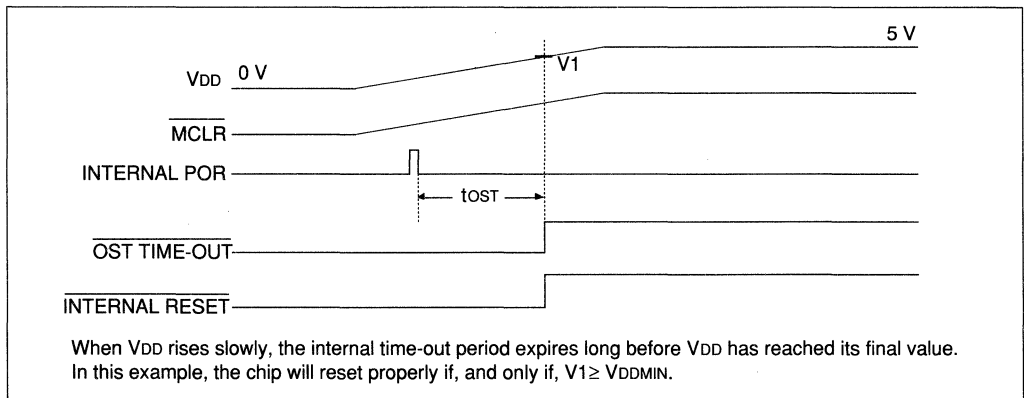 5 V
VDD 0 V
V1
MCLR
INTERNAL POR
tOST
OST TIME-OUT
INTERNAL RESET
When VDD rises slowly, the internal time-out period expires long before VDD has reached its final value.
In this example, the chip will reset properly if, and only if, V1≥ VDDMIN.